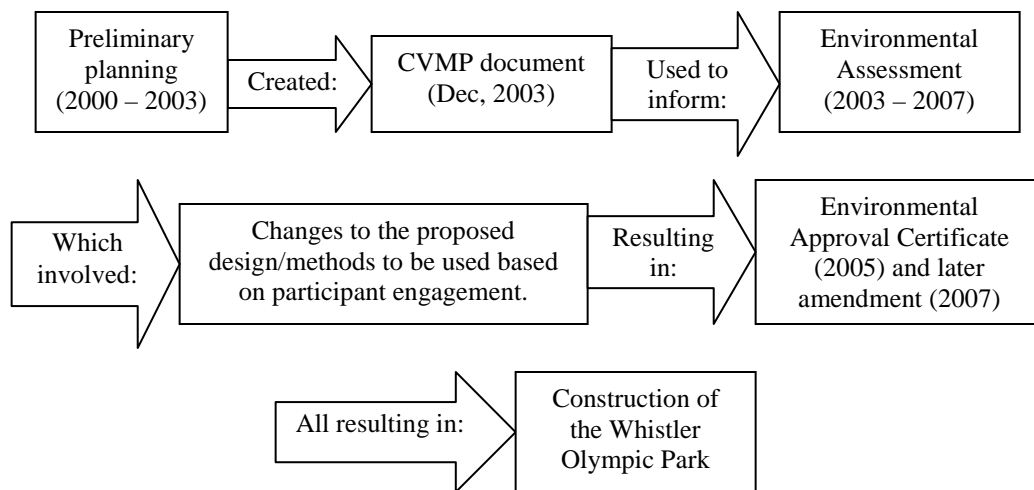 Preliminary
planning
(2000 – 2003)
Created:
CVMP document
(Dec, 2003)
Used to
inform:
Environmental
Assessment
(2003 – 2007)
Which
involved:
Changes to the proposed
design/methods to be used based
on participant engagement.
Resulting
in:
Environmental
Approval Certificate
(2005) and later
amendment (2007)
All resulting in:
Construction of
the Whistler
Olympic Park